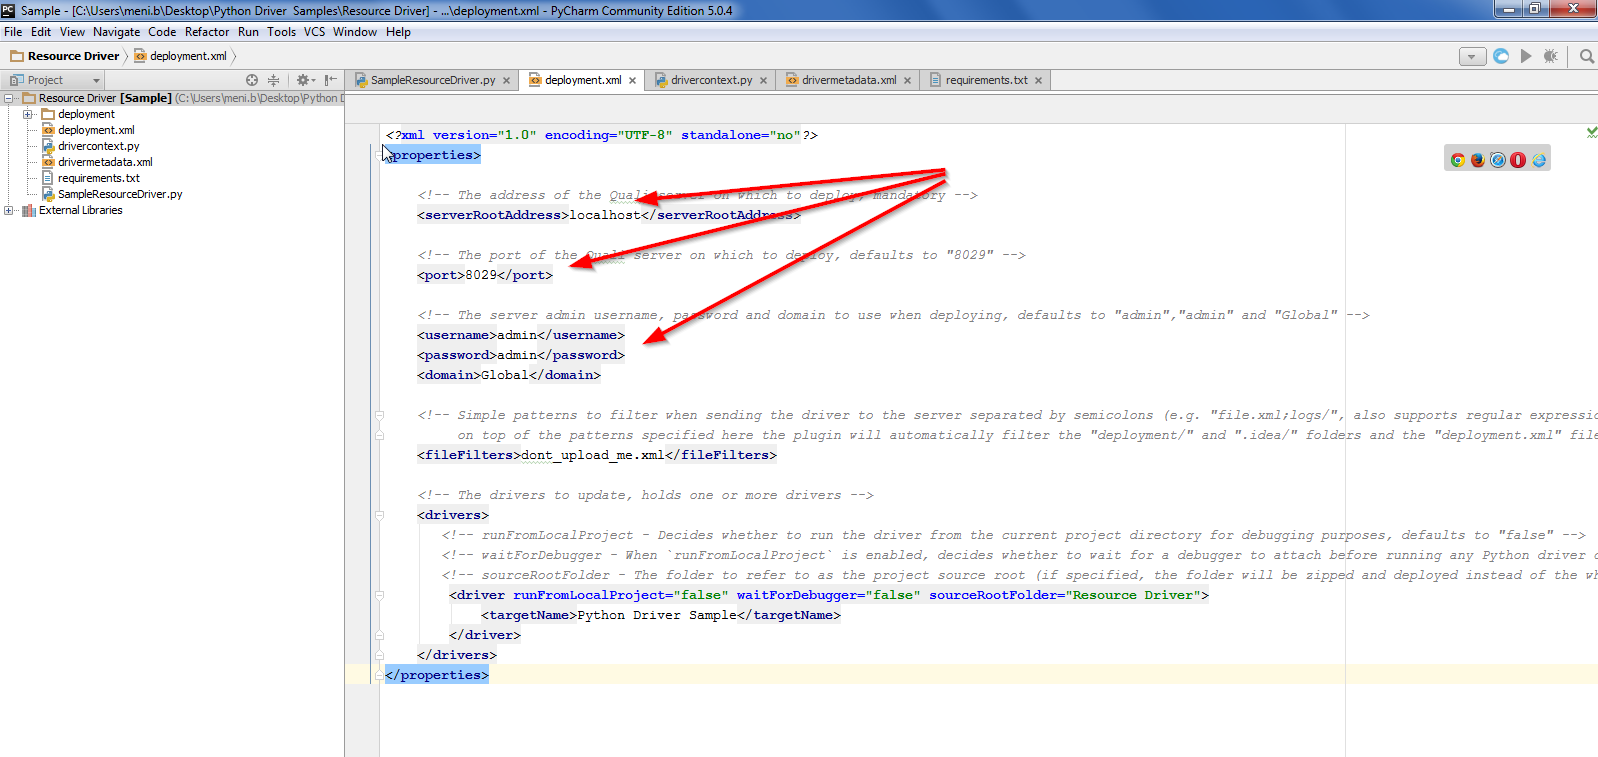 PC Sample - [C:\Users\meni.b\Desktop\Python Driver Samples\Resource Driver] - ...\deployment.xml - PyCharm Community Edition 5.0.4
File Edit View Navigate Code Refactor Run Tools VCS Window Help
Resource Driver deployment.xml
Project
SampleResourceDriver.py deployment.xml drivercontext.py drivermetadata.xml requirements.txt
Resource Driver [Sample] (C:\Users\meni.b\Desktop\Python D
deployment
deployment.xml
drivercontext.py
drivermetadata.xml
requirements.txt
SampleResourceDriver.py
External Libraries
<?xml version="1.0" encoding="UTF-8" standalone="no"?>
<properties>
<!-- The address of the Quali server on which to deploy, mandatory -->
<serverRootAddress>localhost</serverRootAddress>
<!-- The port of the Quali server on which to deploy, defaults to "8029" -->
<port>8029</port>
<!-- The server admin username, password and domain to use when deploying, defaults to "admin","admin" and "Global" -->
<username>admin</username>
<password>admin</password>
<domain>Global</domain>
<!-- Simple patterns to filter when sending the driver to the server separated by semicolons (e.g. "file.xml;logs/", also supports regular expressio
on top of the patterns specified here the plugin will automatically filter the "deployment/" and ".idea/" folders and the "deployment.xml" file
<fileFilters>dont_upload_me.xml</fileFilters>
<!-- The drivers to update, holds one or more drivers -->
<drivers>
<!-- runFromLocalProject - Decides whether to run the driver from the current project directory for debugging purposes, defaults to "false" -->
<!-- waitForDebugger - When `runFromLocalProject` is enabled, decides whether to wait for a debugger to attach before running any Python driver c
<!-- sourceRootFolder - The folder to refer to as the project source root (if specified, the folder will be zipped and deployed instead of the wh
<driver runFromLocalProject="false" waitForDebugger="false" sourceRootFolder="Resource Driver">
<targetName>Python Driver Sample</targetName>
</driver>
</drivers>
</properties>